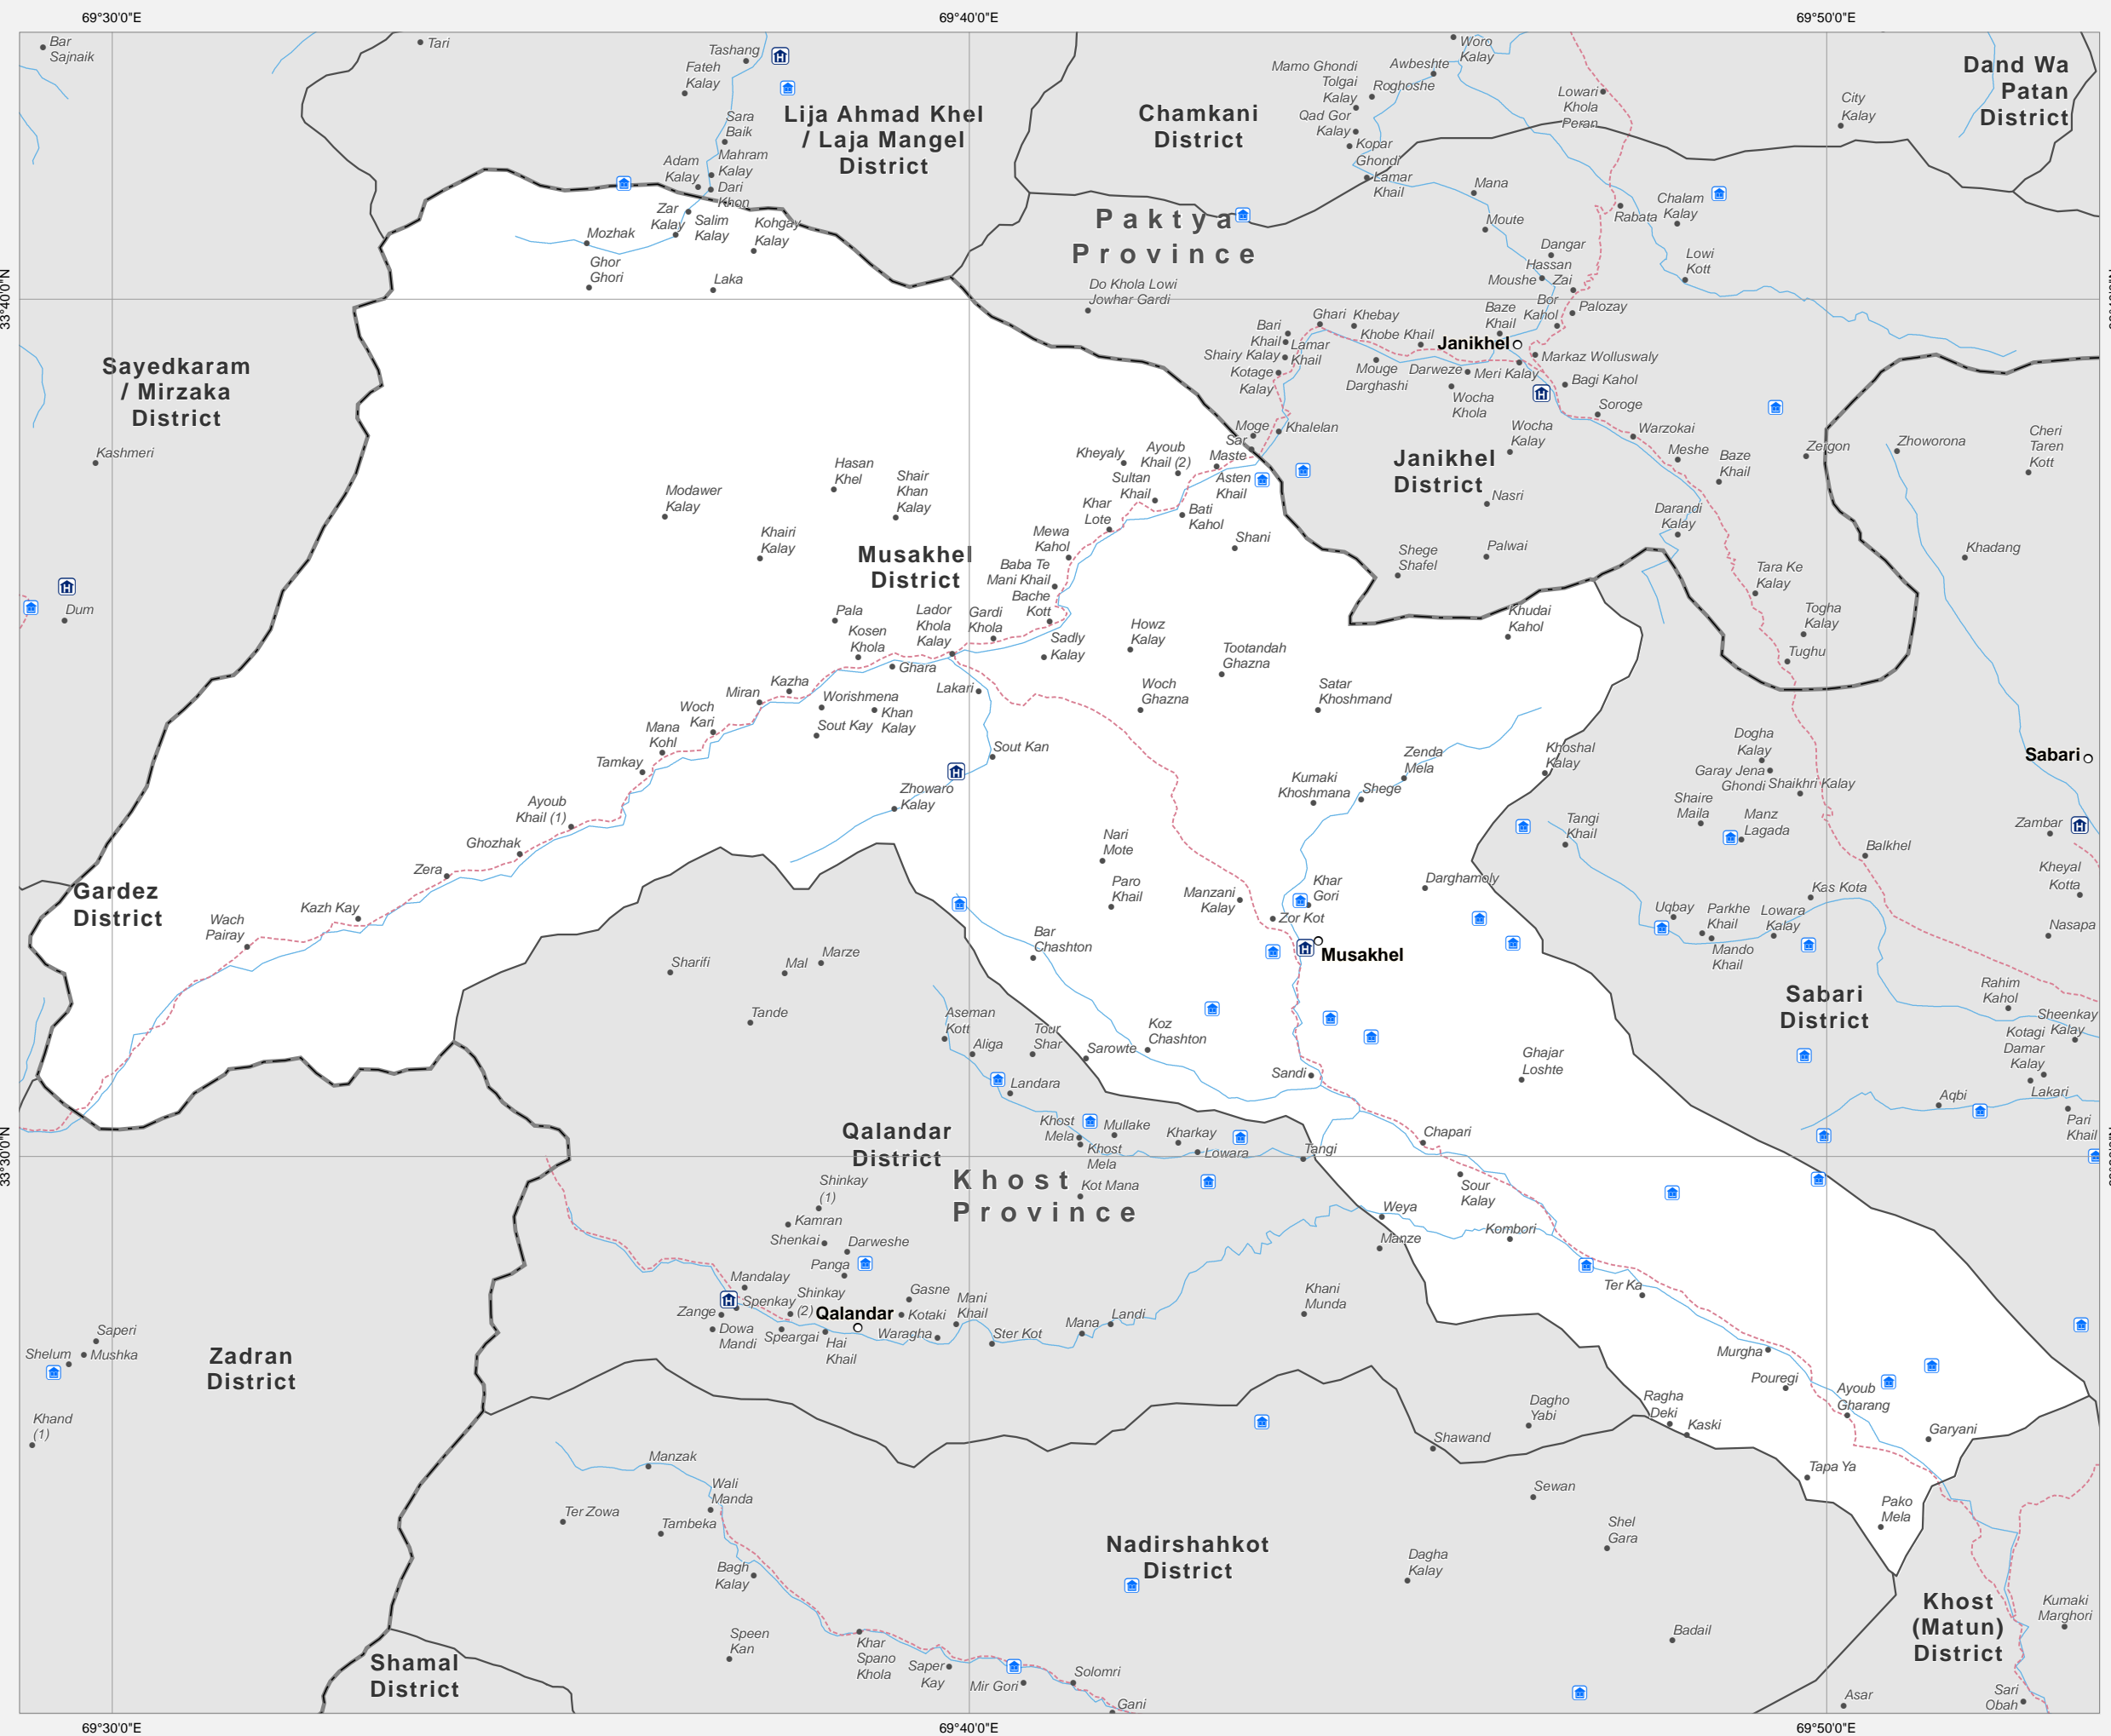 69°30'0"E
69°40'0"E
69°50'0"E
Bar
Sajnaik
Tari
Tashang
Fateh
Kalay
Lija Ahmad Khel
/ Laja Mangel
District
Sara
Baik
Adam
Kalay
Mahram
Kalay
Dari
Khon
Zar
Kalay
Salim
Kalay
Kohgay
Kalay
Mozhak
Ghor
Ghori
Laka
Chamkani
District
Mamo Ghondi
Tolgai
Kalay
Awbeshte
Woro
Kalay
Roghoshe
Qad Gor
Kalay
Kopar
Ghondi
Lamar
Khail
Lowari
Khola
Peran
City
Kalay
Dand Wa
Patan
District
Paktya
Province
Mana
Moute
Rabata
Chalam
Kalay
Lowi
Kott
Dangar
Hassan
Zai
Moushe
Do Khola Lowi
Jowhar Gardi
Bor
Kahol
Palozay
Baze
Khail
Ghari
Khebay
Khobe Khail
Janikhel
Bari
Khail
Lamar
Khail
Shairy Kalay
Kotage
Kalay
Mouge
Darghashi
Darweze
Meri Kalay
Markaz Wolluswaly
Bagi Kahol
Wocha
Khola
Soroge
Wocha
Kalay
Warzokai
Meshe
Baze
Khail
Zergon
Zhoworona
Cheri
Taren
Kott
33°40'0"N
Sayedkaram
/ Mirzaka
District
Kashmeri
Dum
Moge
Sar
Khalelan
Maste
Asten
Khail
Kheyaly
Ayoub
Khail (2)
Sultan
Khail
Khar
Lote
Bati
Kahol
Shani
Mewa
Kahol
Baba Te
Mani Khail
Bache
Kott
Janikhel
District
Nasri
Darandi
Kalay
Palwai
Shege
Shafel
Khadang
Tara Ke
Kalay
Togha
Kalay
Tughu
Hasan
Khel
Shair
Khan
Kalay
Modawer
Kalay
Khairi
Kalay
Musakhel
District
Pala
Kosen
Khola
Lador
Khola
Kalay
Gardi
Khola
Sadly
Kalay
Howz
Kalay
Tootandah
Ghazna
Woch
Ghazna
Satar
Khoshmand
Khudai
Kahol
Ghara
Lakari
Kazha
Miran
Worishmena
Khan
Kalay
Sout Kay
Woch
Kari
Mana
Kohl
Tamkay
Sout Kan
Zhowaro
Kalay
Ayoub
Khail (1)
Ghozhak
Zera
Kazh Kay
Wach
Pairay
Gardez
District
Zenda
Mela
Kumaki
Khoshmana
Shege
Khoshal
Kalay
Dogha
Kalay
Garay Jena
Ghondi
Shaikhri Kalay
Shaire
Maila
Manz
Lagada
Tangi
Khail
Balkhel
Sabari
Zambar
Kheyal
Kotta
Nasapa
Kas Kota
Uqbay
Parkhe
Khail
Lowara
Kalay
Mando
Khail
Sabari
District
Rahim
Kahol
Sheenkay
Kalay
Kotagi
Damar
Kalay
Lakari
Aqbi
Pari
Khail
Nari
Mote
Paro
Khail
Manzani
Kalay
Khar
Gori
Zor Kot
Musakhel
Darghamoly
Bar
Chashton
Koz
Chashton
Sarowte
Sandi
Ghajar
Loshte
Sharifi
Mal
Marze
Tande
Aseman
Kott
Aliga
Tour
Shar
Landara
Khost
Mela
Khost
Mela
Mullake
Kharkay
Lowara
Tangi
Kot Mana
Chapari
Sour
Kalay
Weya
Manze
Kombori
Ter Ka
Murgha
Pouregi
Ayoub
Gharang
Garyani
33°30'0"N
Qalandar
District
Khost
Province
Shinkay
(1)
Kamran
Shenkai
Darweshe
Panga
Mandalay
Shinkay
(2)
Spenkay
Zange
Dowa
Mandi
Speargai
Hai
Khail
Qalandar
Gasne
Kotaki
Waragha
Mani
Khail
Ster Kot
Mana
Landi
Khani
Munda
Zadran
District
Saperi
Mushka
Shelum
Khand
(1)
Dagho
Yabi
Shawand
Ragha
Deki
Kaski
Tapa Ya
Pako
Mela
Sewan
Shel
Gara
Dagha
Kalay
Badail
Asar
Nadirshahkot
District
Manzak
Wali
Manda
Ter Zowa
Tambeka
Bagh
Kalay
Speen
Kan
Khar
Spano
Khola
Saper
Kay
Mir Gori
Solomri
Gani
Shamal
District
Khost
(Matun)
District
Kumaki
Marghori
Sari
Obah
69°30'0"E
69°40'0"E
69°50'0"E